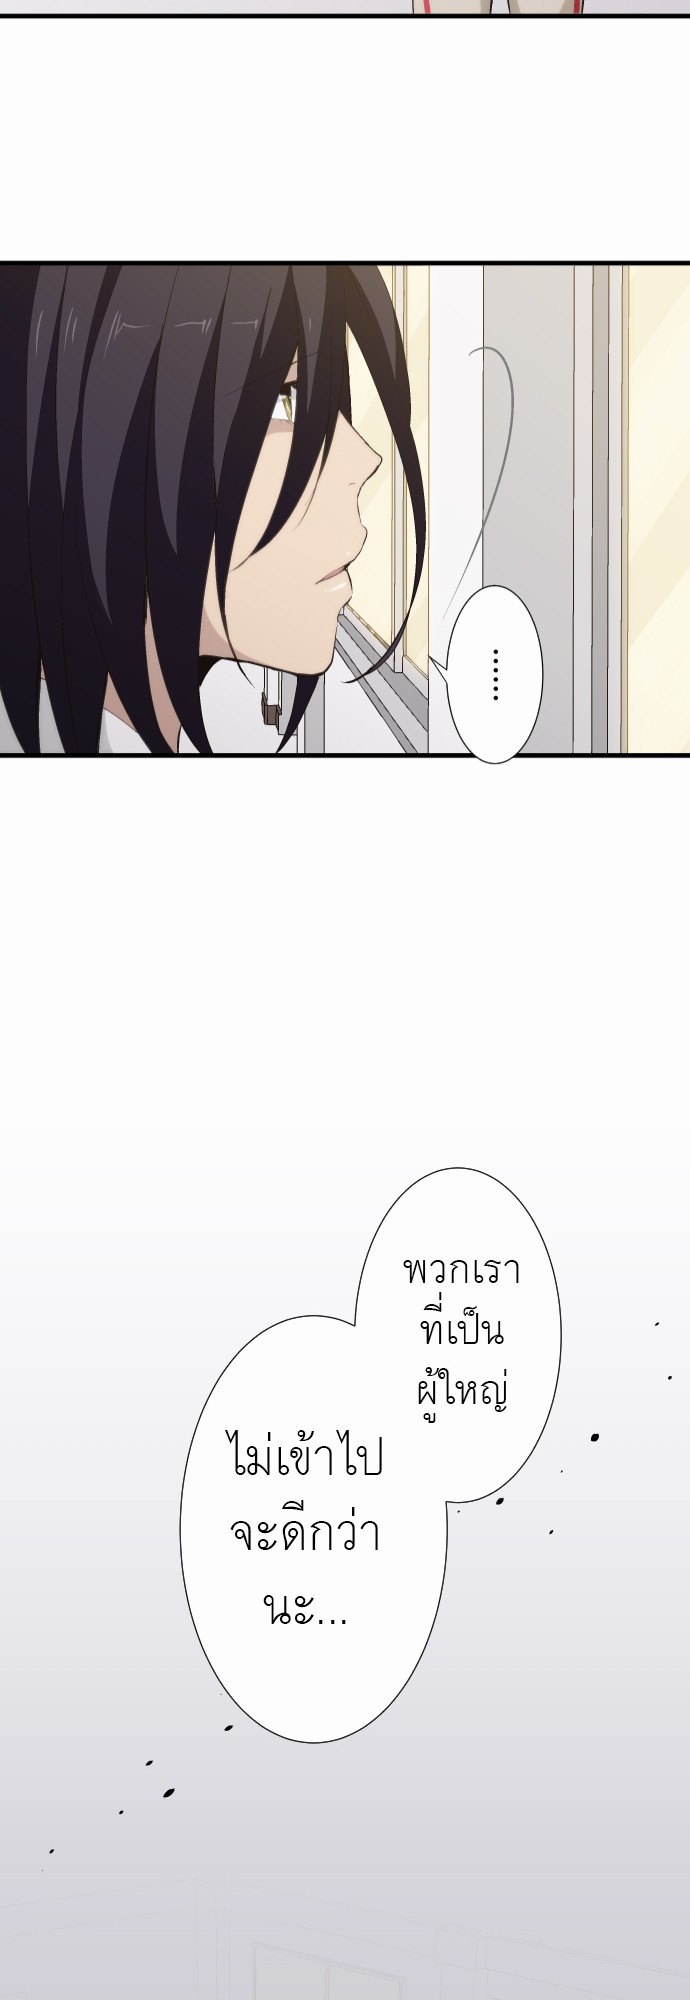 ......
พวกเรา
ที่เป็น
ผู้ใหญ่
ไม่เข้าไป
จะดีกว่า
นะ...